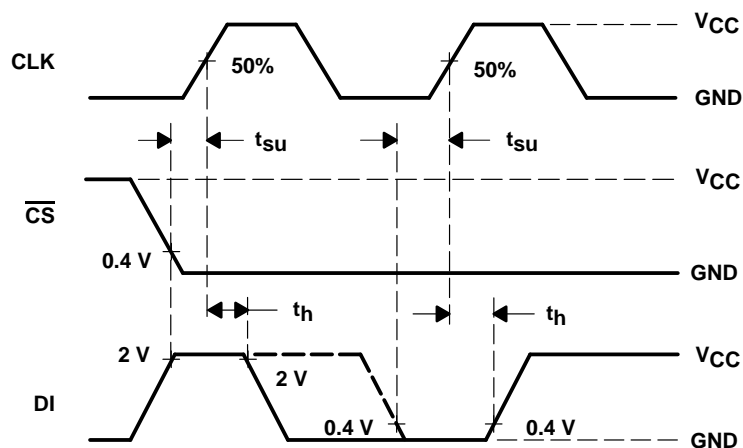 VCC
CLK
50%
50%
GND
tsu
tsu
VCC
CS
0.4 V
GND
th
th
2 V
VCC
2 V
DI
0.4 V
0.4 V
GND